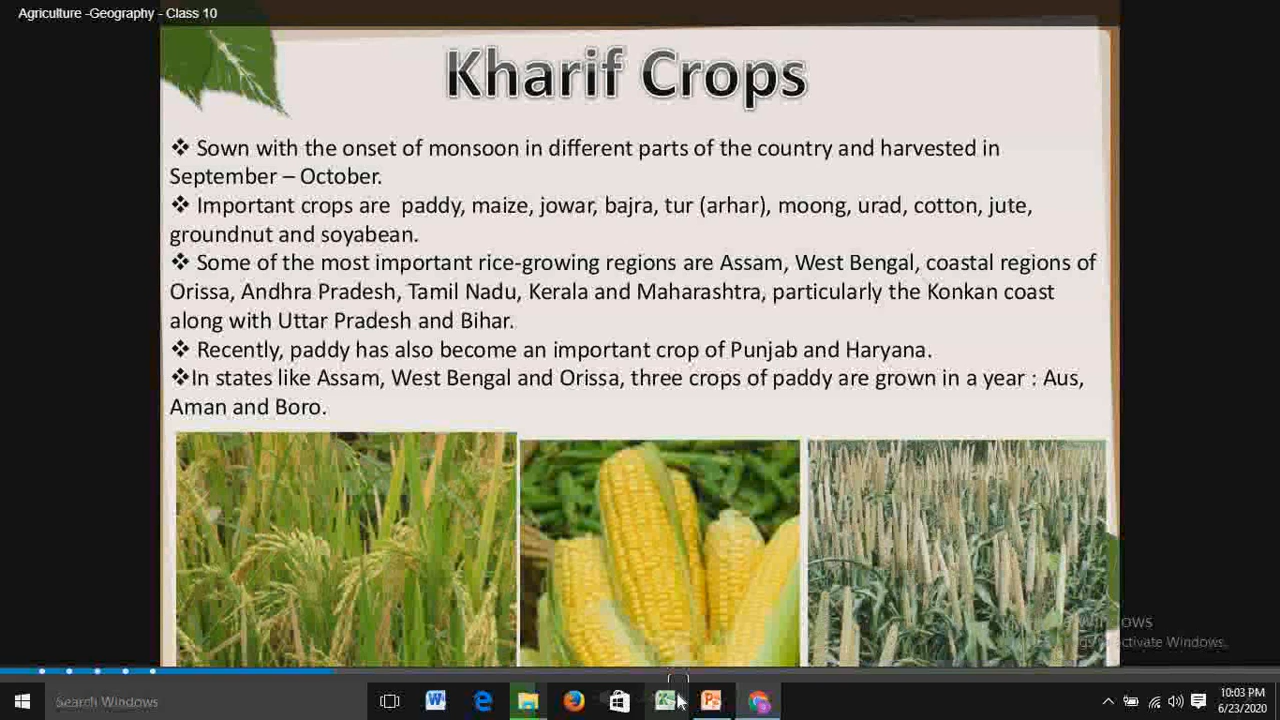 Agriculture -Geography - Class 10
Kharif Crops
❖ Sown with the onset of monsoon in different parts of the country and harvested in
September – October.
❖ Important crops are paddy, maize, jowar, bajra, tur (arhar), moong, urad, cotton, jute,
groundnut and soyabean.
❖ Some of the most important rice-growing regions are Assam, West Bengal, coastal regions of
Orissa, Andhra Pradesh, Tamil Nadu, Kerala and Maharashtra, particularly the Konkan coast
along with Uttar Pradesh and Bihar.
❖ Recently, paddy has also become an important crop of Punjab and Haryana.
❖In states like Assam, West Bengal and Orissa, three crops of paddy are grown in a year : Aus,
Aman and Boro.
activate Windows.
Search Windows
10:03 PM
6/23/2020